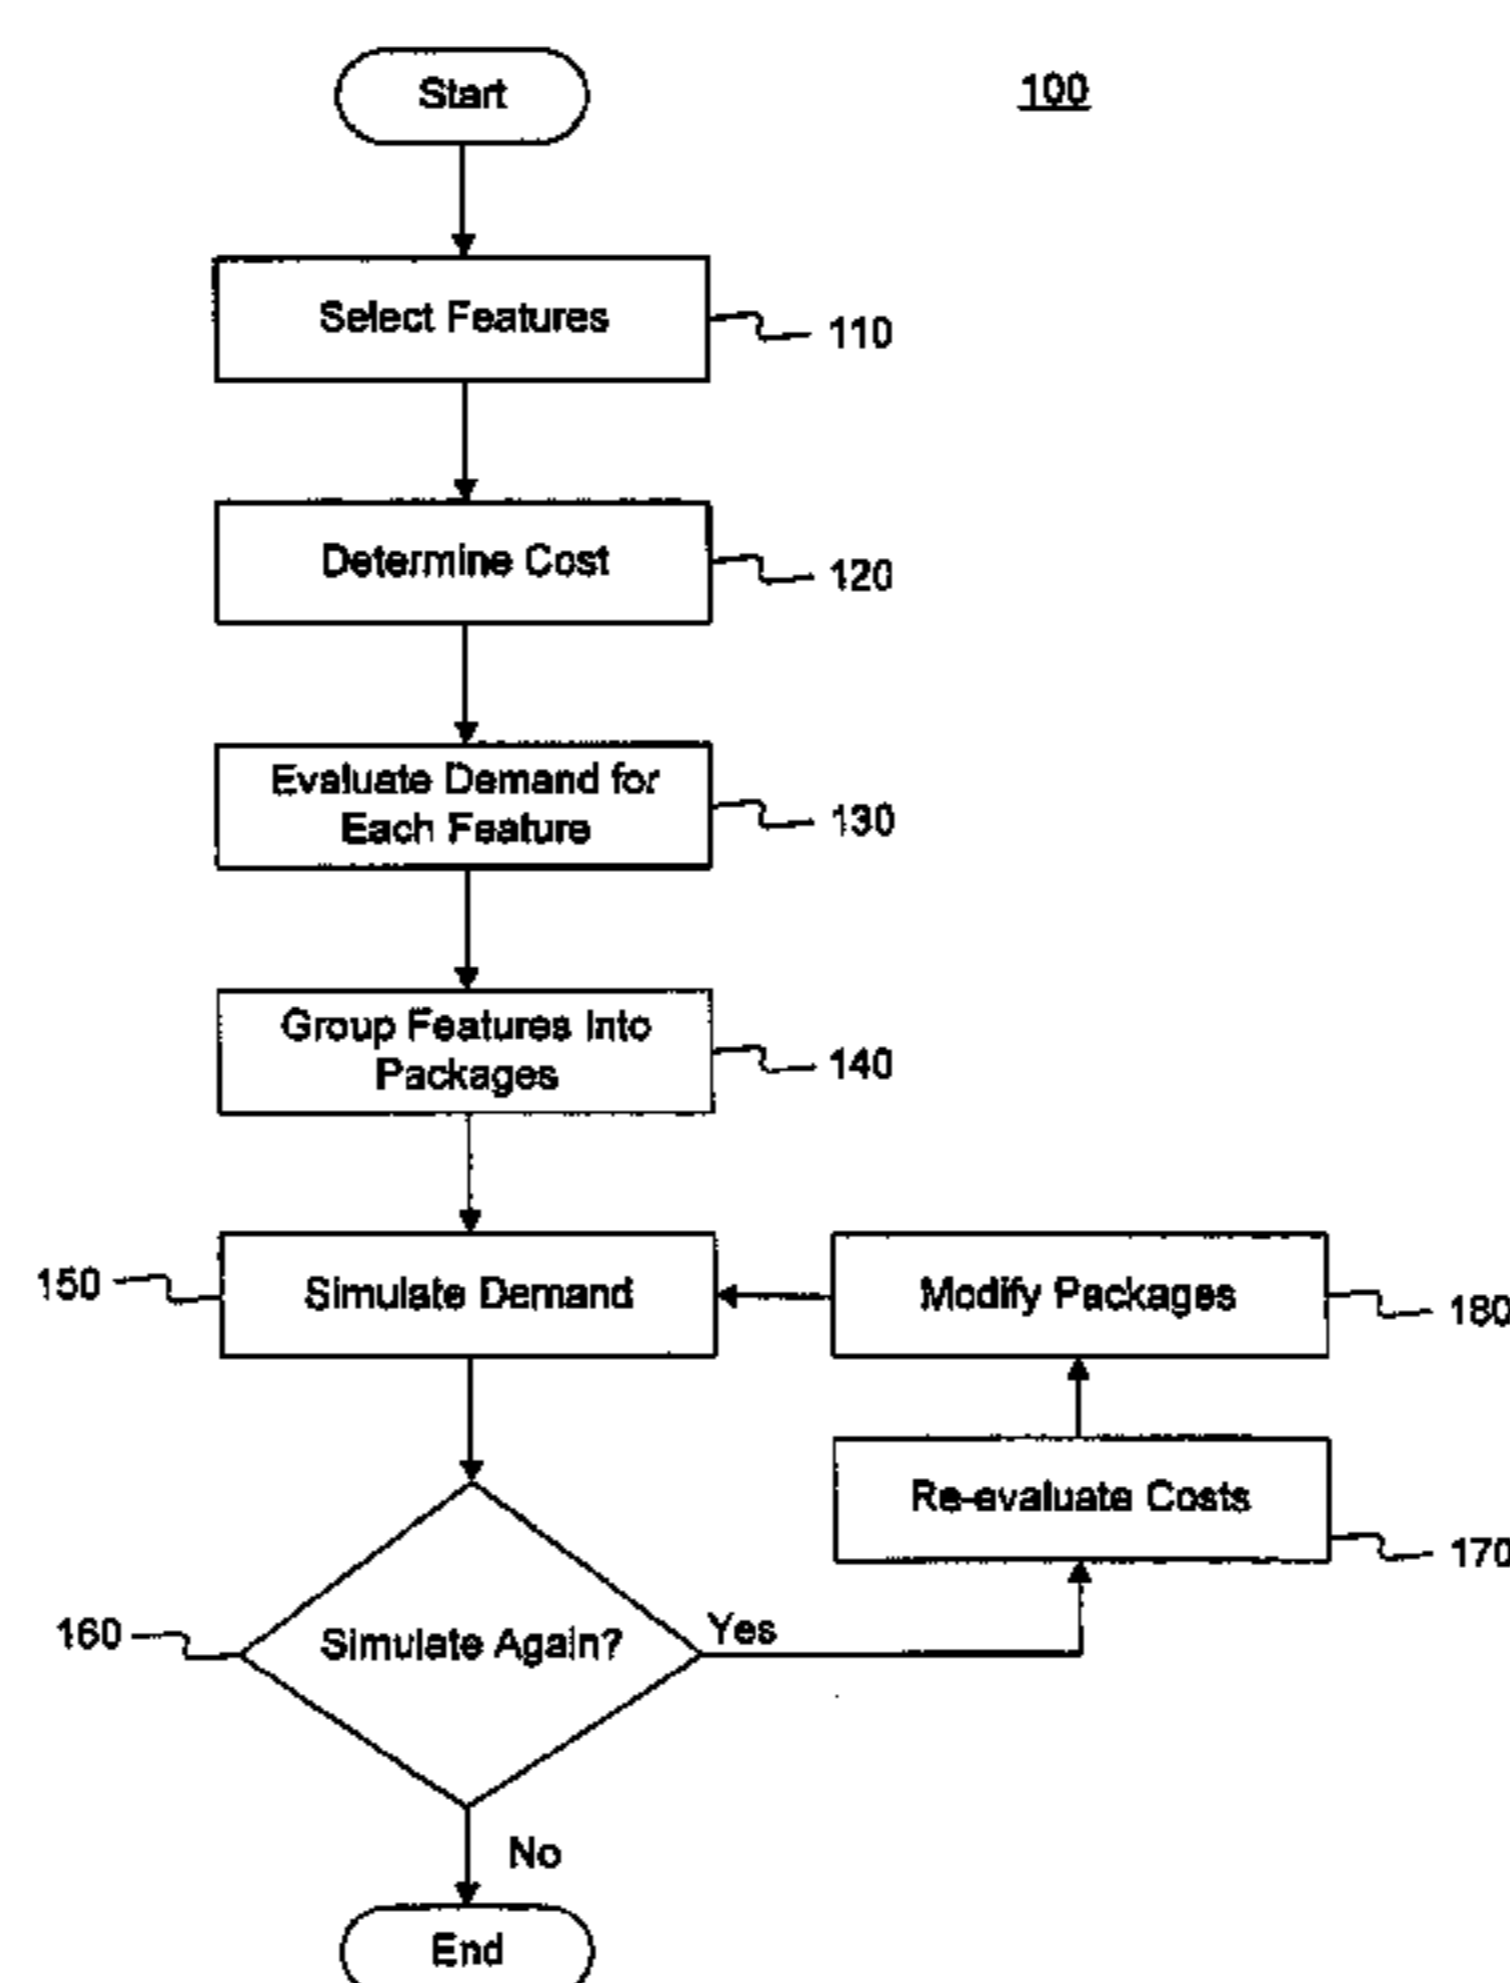 Start
100
Select Features
110
Determine Cost
120
Evaluate Demand for
Each Feature
130
Group Features Into
Packages
140
150
Simulate Demand
Modify Packages
180
Re-evaluate Costs
170
160
Simulate Again?
Yes
No
End